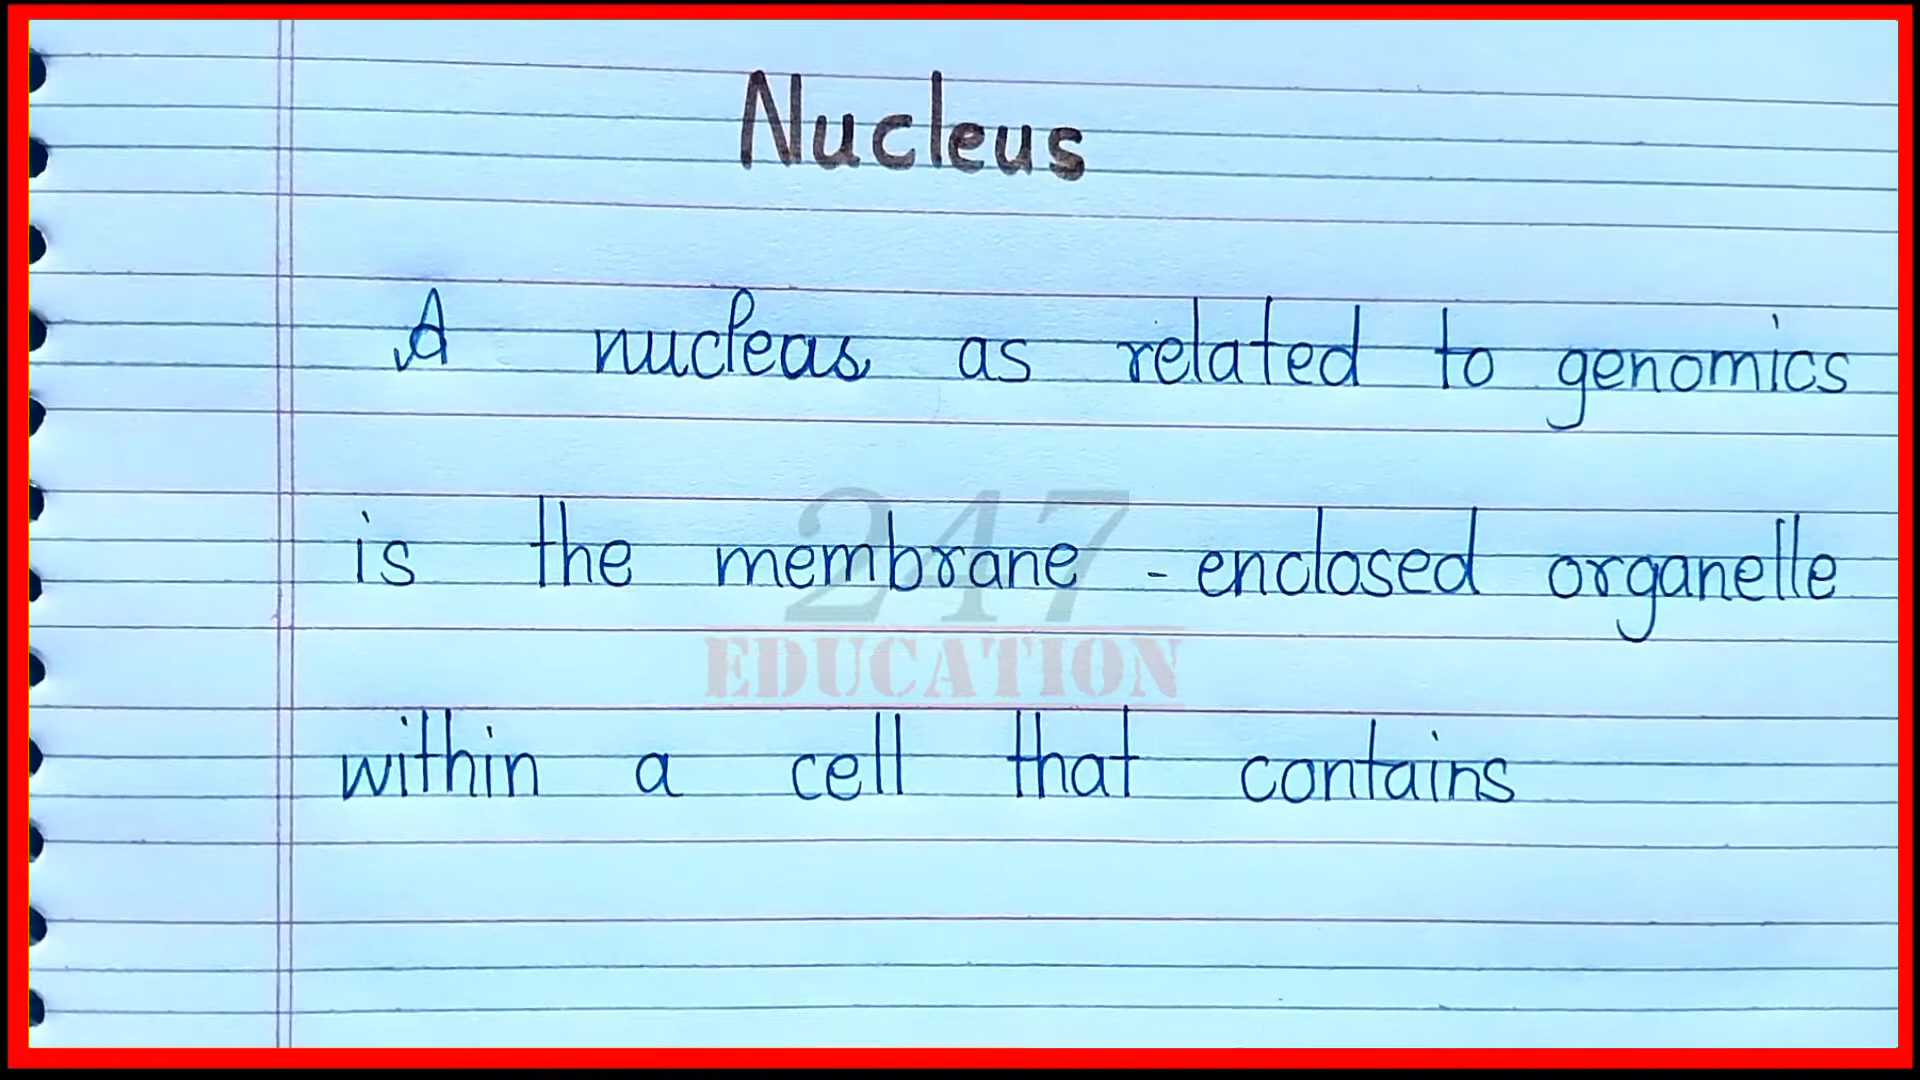 Nucleus
A nucleas as related to genomics
is the membrane - enclosed organelle
247
EDUCATION
within a cell that contains